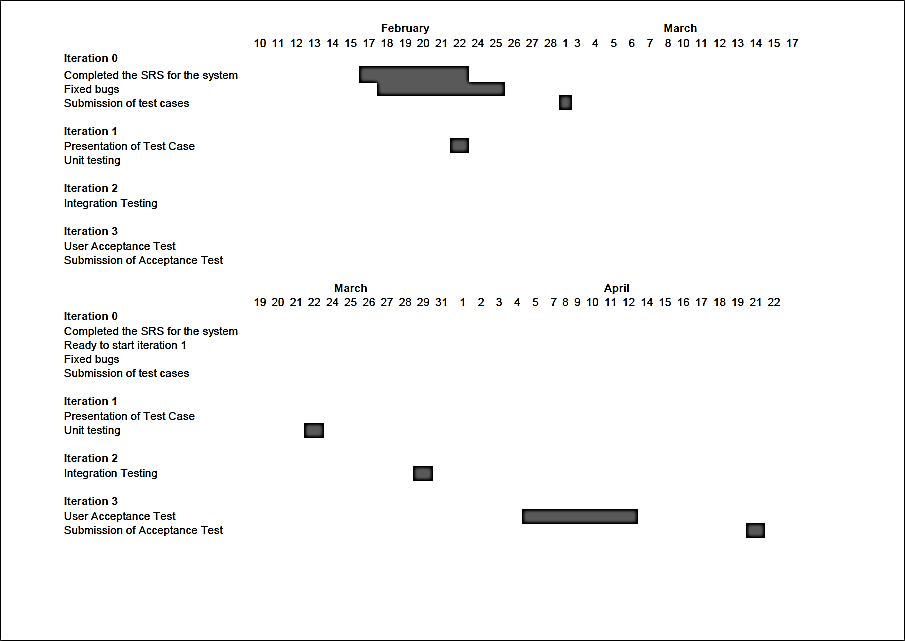 February March
10 11 12 13 14 15 17 18 19 20 21 22 24 25 26 27 28 1 3 4 5 6 7 8 10 11 12 13 14 15 17
Iteration 0
Completed the SRS for the system
Fixed bugs
Submission of test cases
Iteration 1
Presentation of Test Case
Unit testing
Iteration 2
Integration Testing
Iteration 3
User Acceptance Test
Submission of Acceptance Test
March April
19 20 21 22 24 25 26 27 28 29 31 1 2 3 4 5 7 8 9 10 11 12 14 15 16 17 18 19 21 22
Iteration 0
Completed the SRS for the system
Ready to start iteration 1
Fixed bugs
Submission of test cases
Iteration 1
Presentation of Test Case
Unit testing
Iteration 2
Integration Testing
Iteration 3
User Acceptance Test
Submission of Acceptance Test